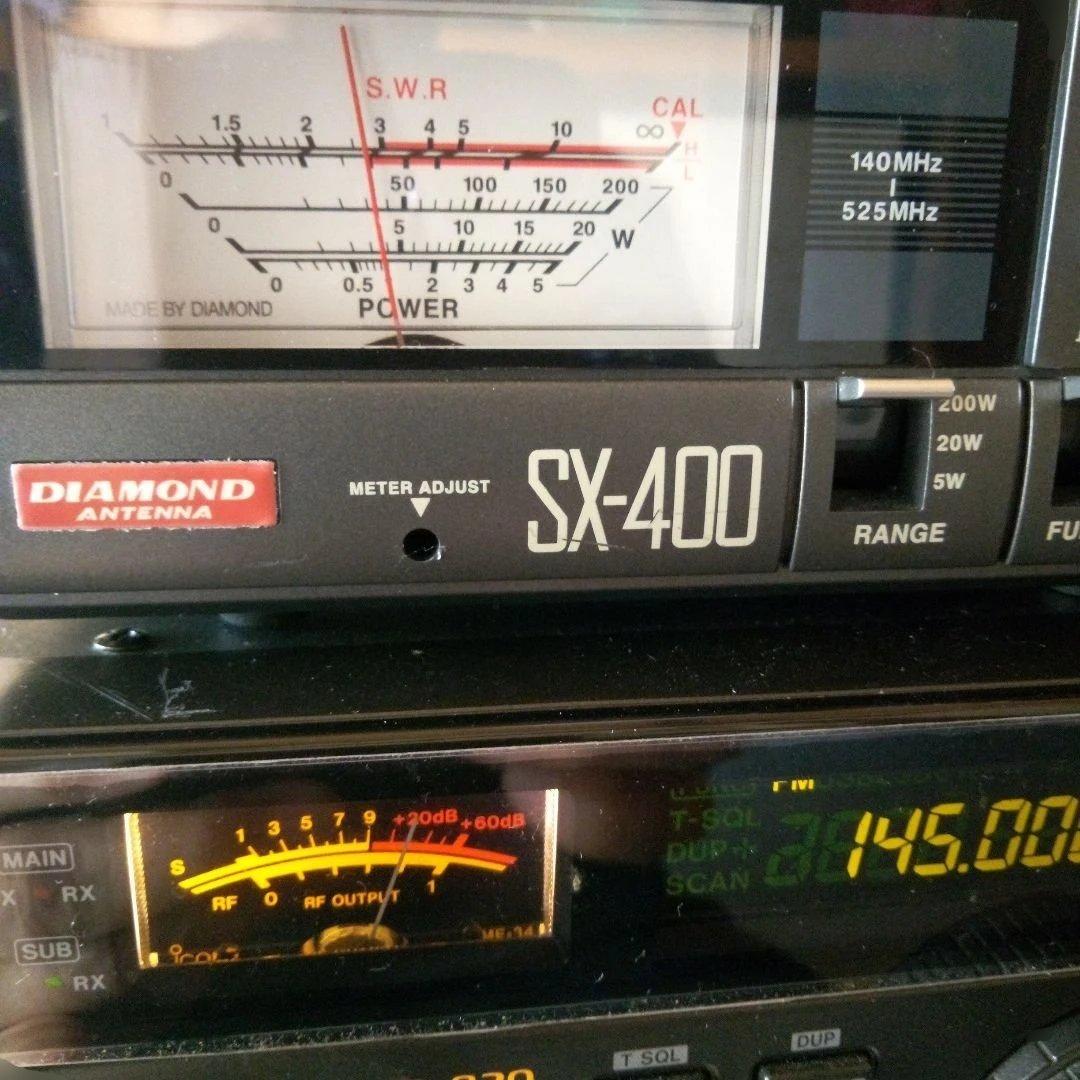 S.W.R
CAL
1 1.5 2 3 4 5 10 ∞
H
L
0 50 100 150 200
0 5 10 15 20
W
0 0.5 2 3 4 5
MADE BY DIAMOND
POWER
140MHz
525MHz
200W
20W
5W
RANGE
DIAMOND
ANTENNA
METER ADJUST
SX-400
FU
1 3 5 7 9 +20dB +60dB
S
RF 0 RF OUTPUT 1
ICOM
MAIN
X RX
SUB
RX
FM
T-SQL
DUP-+
SCAN
145.00
T SQL
DUP